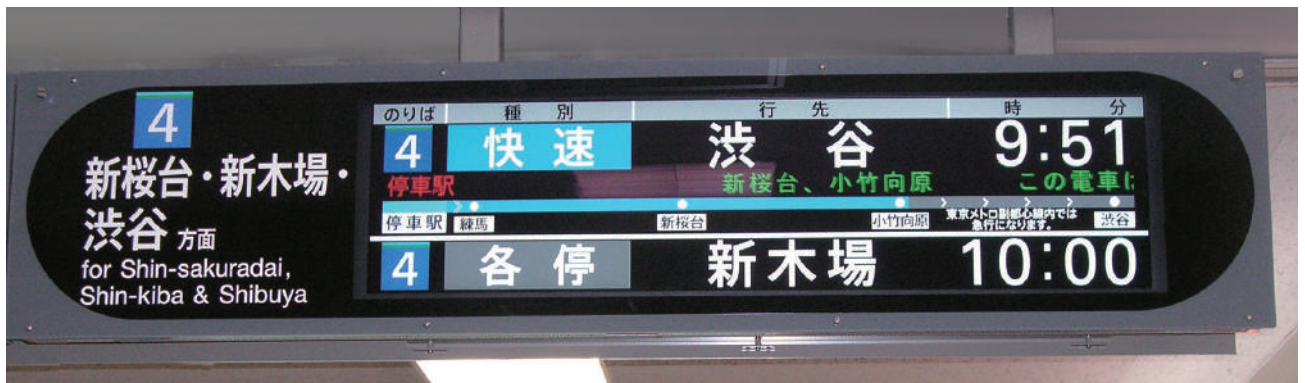 4
新桜台・新木場・
渋谷 方面
for Shin-sakuradai,
Shin-kiba & Shibuya
のりば 種別 行先 時分
4 快速 渋谷 9:51
停車駅 新桜台、小竹向原 この電車は
停車駅 練馬 新桜台 小竹向原 東京メトロ副都心線内では 渋谷
急行になります。
4 各停 新木場 10:00